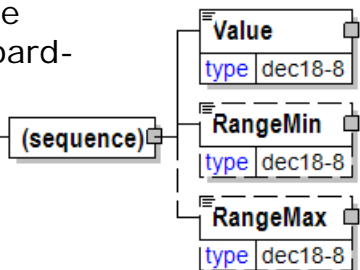 Value
type dec18-8
(sequence)
RangeMin
type dec18-8
RangeMax
type dec18-8